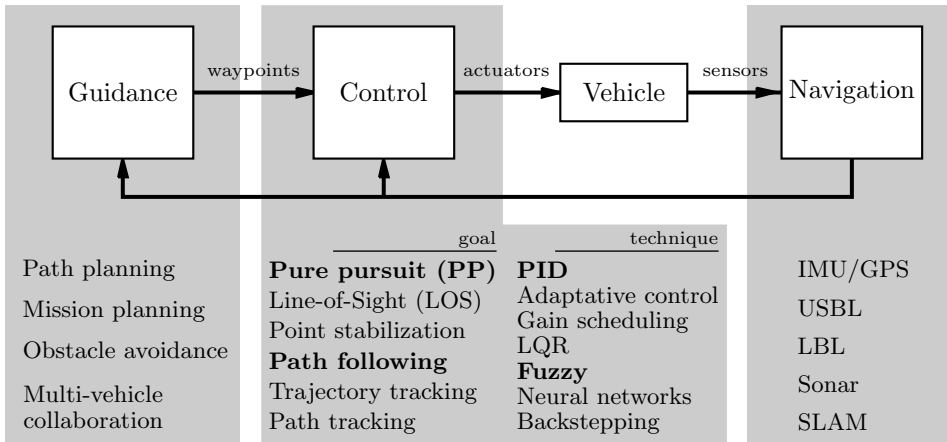 Guidance
waypoints
Control
actuators
Vehicle
sensors
Navigation
Path planning
Mission planning
Obstacle avoidance
Multi-vehicle
collaboration
goal
Pure pursuit (PP)
Line-of-Sight (LOS)
Point stabilization
Path following
Trajectory tracking
Path tracking
technique
PID
Adaptative control
Gain scheduling
LQR
Fuzzy
Neural networks
Backstepping
IMU/GPS
USBL
LBL
Sonar
SLAM